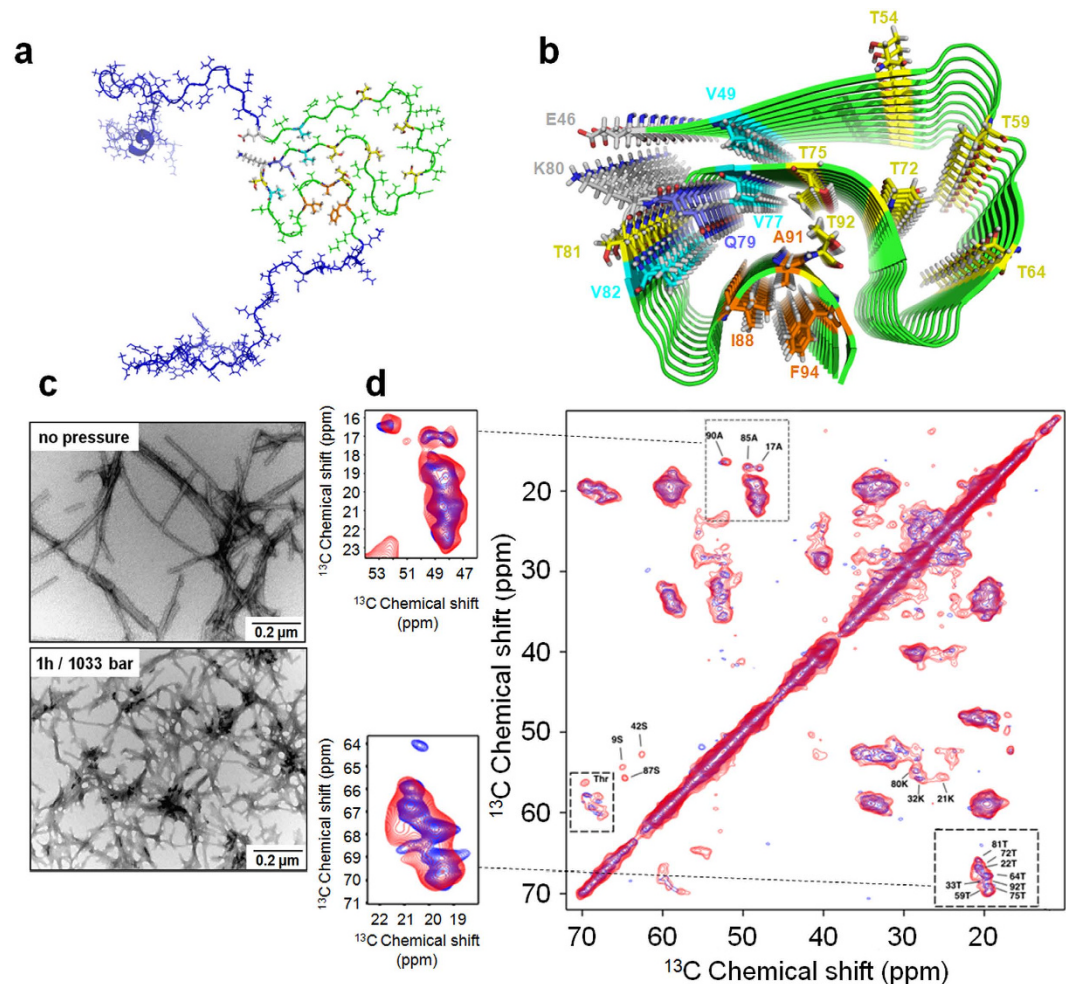 a
b
T54
V49
E46
T59
T75
K80
T72
V77
T92
Q79
A91
T81
T64
V82
I88
F94
c
d
no pressure
0.2 µm
1h / 1033 bar
0.2 µm
16
17
18
19
20
21
22
23
53 51 49 47
13C Chemical shift (ppm)
13C Chemical shift
(ppm)
64
65
66
67
68
69
70
71
22 21 20 19
13C Chemical shift (ppm)
13C Chemical shift
(ppm)
90A
85A
17A
20
30
40
50
60
70
42S
9S
87S
Thr
80K
32K
21K
81T
72T
22T
64T
33T
92T
59T
75T
70 60 50 40 30 20
13C Chemical shift (ppm)
13C Chemical shift (ppm)